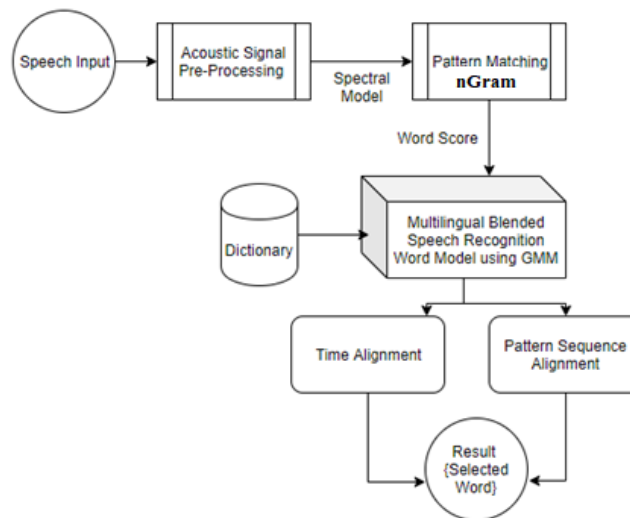 Speech Input
Acoustic Signal
Pre-Processing
Spectral
Model
Pattern Matching
nGram
Word Score
Dictionary
Multilingual Blended
Speech Recognition
Word Model using GMM
Time Alignment
Pattern Sequence
Alignment
Result
{Selected
Word}